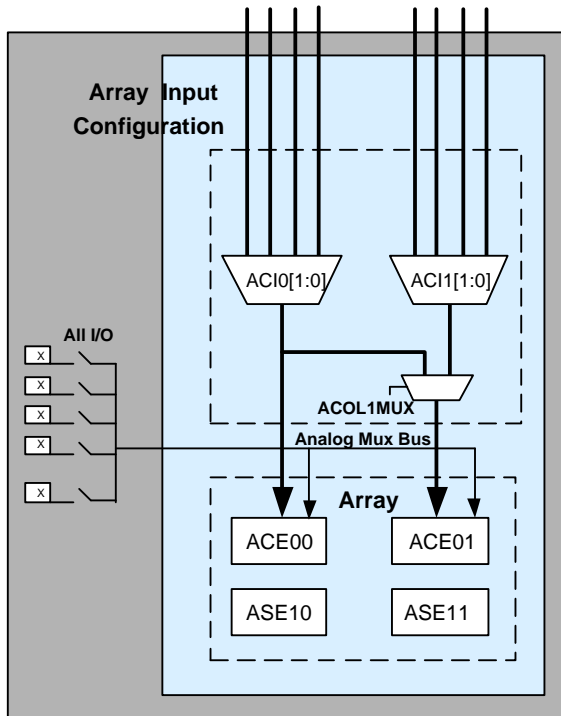 Array Input
Configuration
ACI0[1:0]
ACI1[1:0]
All I/O
X
X
X
X
X
ACOL1MUX
Analog Mux Bus
Array
ACE00
ACE01
ASE10
ASE11